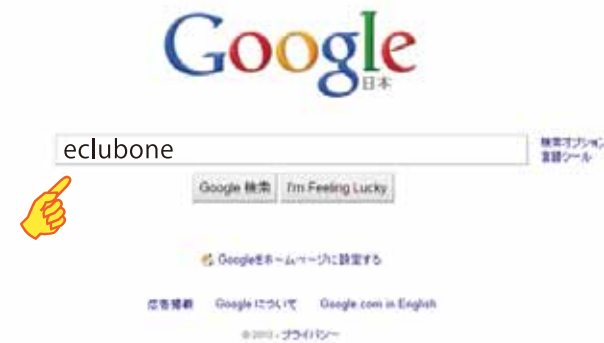 Google
日本
eclubone
検索オプション
言語ツール
Google 検索 I'm Feeling Lucky
Googleをホームページに設定する
広告掲載 Google について Google.com in English
© 2010 - プライバシー